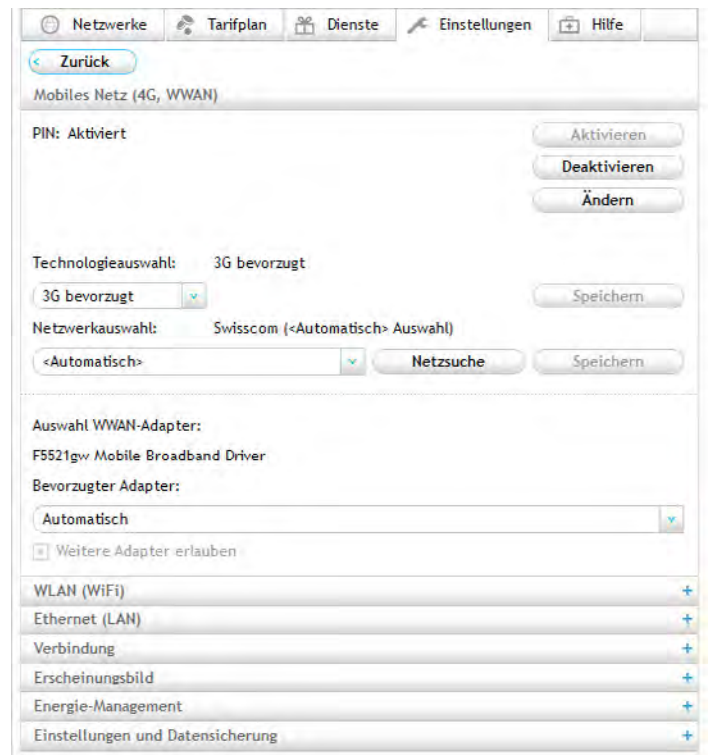 Netzwerke Tarifplan Dienste Einstellungen Hilfe
Zurück
Mobiles Netz (4G, WWAN)
PIN: Aktiviert
Aktivieren
Deaktivieren
Ändern
Technologieauswahl: 3G bevorzugt
3G bevorzugt Speichern
Netzwerkauswahl: Swisscom (<Automatisch> Auswahl)
<Automatisch> Netzsuche Speichern
Auswahl WWAN-Adapter:
F5521gw Mobile Broadband Driver
Bevorzugter Adapter:
Automatisch
Weitere Adapter erlauben
WLAN (WiFi)
Ethernet (LAN)
Verbindung
Erscheinungsbild
Energie-Management
Einstellungen und Datensicherung